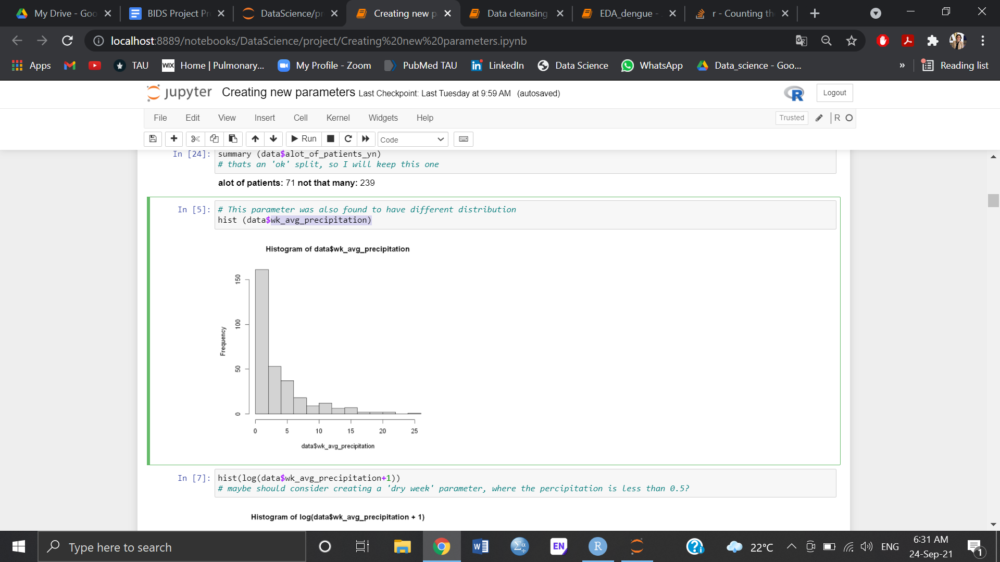 My Drive - Goo
BIDS Project Pr
DataScience/pr
Creating new p
Data cleansing
EDA_dengue -
r - Counting th
localhost:8889/notebooks/DataScience/project/Creating%20new%20parameters.ipynb
Apps
TAU
WIX Home | Pulmonary...
My Profile - Zoom
PubMed TAU
in LinkedIn
Data Science
WhatsApp
Data_science - Goo...
»
Reading list
jupyter Creating new parameters Last Checkpoint: Last Tuesday at 9:59 AM (autosaved)
R
Logout
File Edit View Insert Cell Kernel Widgets Help
Trusted
R
Run
Code
In [24]: summary (data$alot_of_patients_yn)
# thats an 'ok' split, so I will keep this one
alot of patients: 71 not that many: 239
In [5]: # This parameter was also found to have different distribution
hist (data$wk_avg_precipitation)
Histogram of data$wk_avg_precipitation
Frequency
150
100
50
0
0 5 10 15 20 25
data$wk_avg_precipitation
In [7]: hist(log(data$wk_avg_precipitation+1))
# maybe should consider creating a 'dry week' parameter, where the percipitation is less than 0.5?
Histogram of log(data$wk_avg_precipitation + 1)
Type here to search
W
Σα
EN
R
22°C
ENG
6:31 AM
24-Sep-21
1